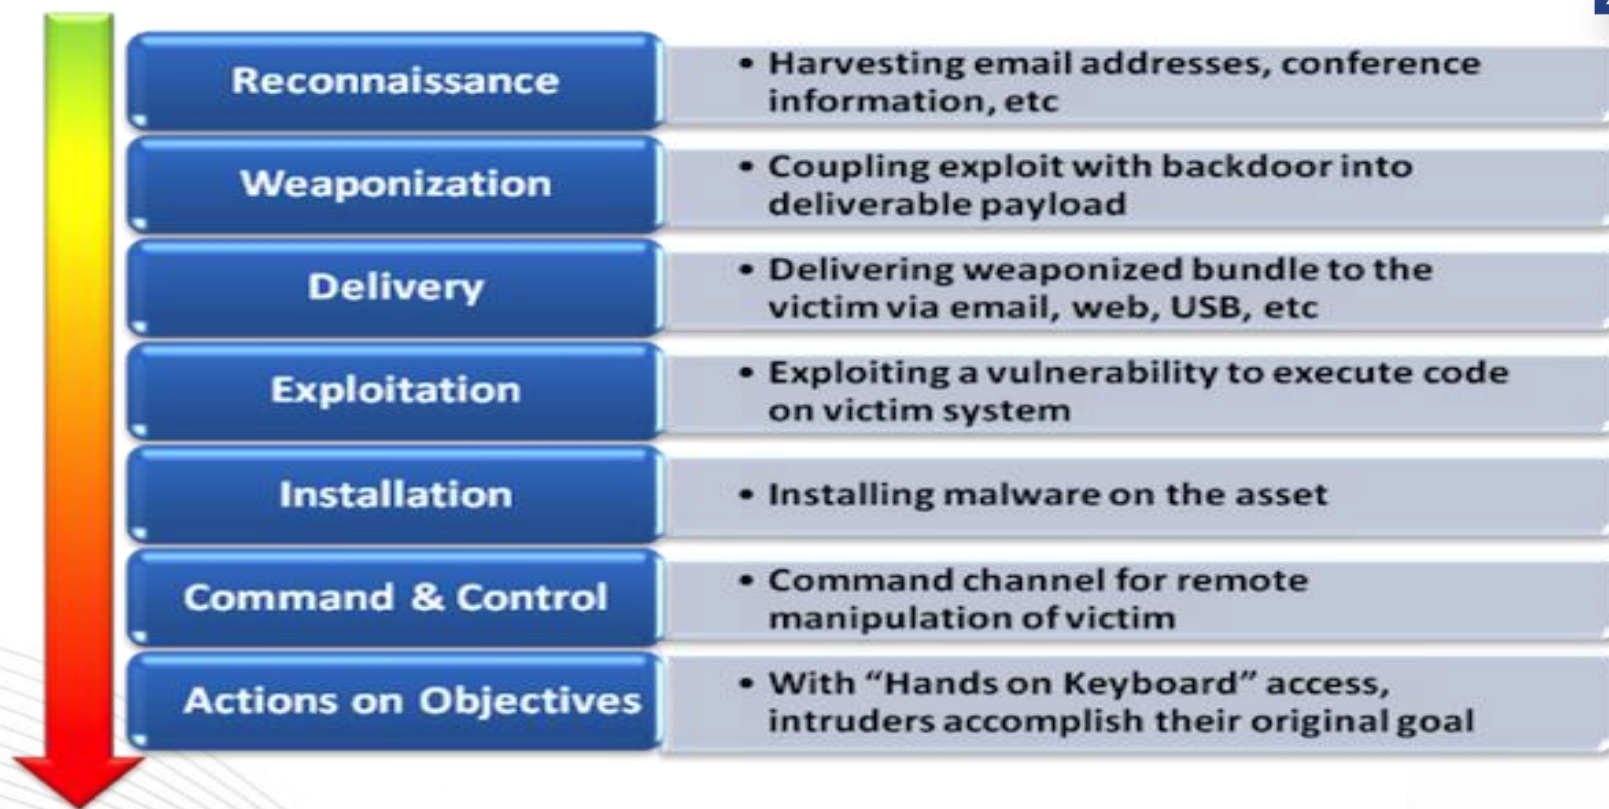 Reconnaissance
• Harvesting email addresses, conference
information, etc
Weaponization
• Coupling exploit with backdoor into
deliverable payload
Delivery
• Delivering weaponized bundle to the
victim via email, web, USB, etc
Exploitation
• Exploiting a vulnerability to execute code
on victim system
Installation
• Installing malware on the asset
Command & Control
• Command channel for remote
manipulation of victim
Actions on Objectives
• With “Hands on Keyboard” access,
intruders accomplish their original goal